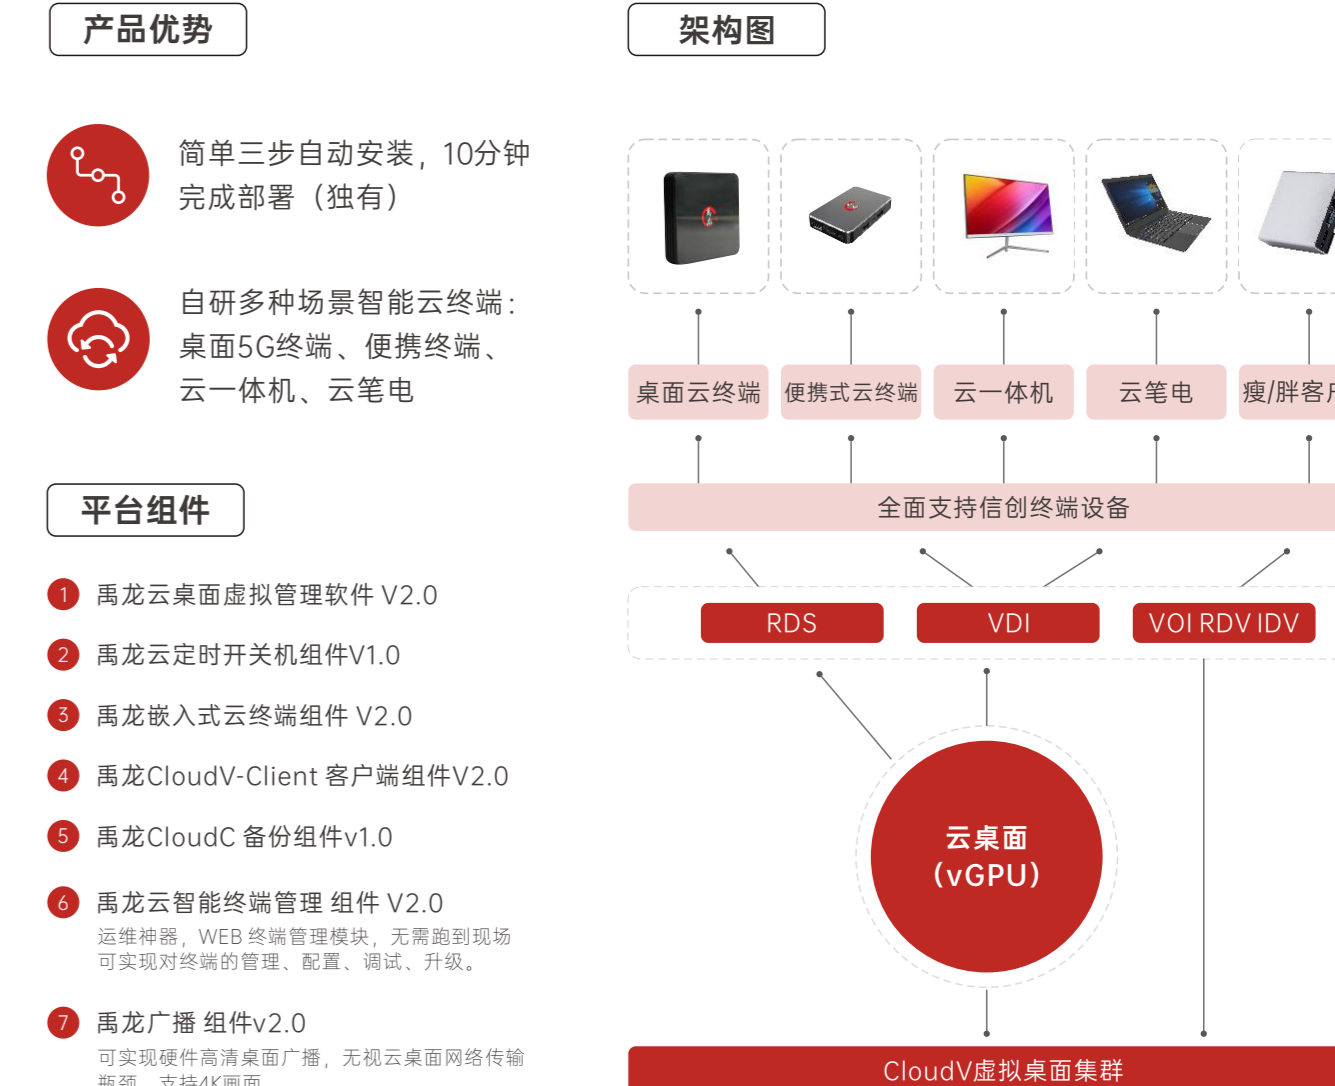 产品优势
简单三步自动安装，10分钟
完成部署（独有）
自研多种场景智能云终端：
桌面5G终端、便携终端、
云一体机、云笔电
平台组件
1 禹龙云桌面虚拟管理软件 V2.0
2 禹龙云定时开关机组件V1.0
3 禹龙嵌入式云终端组件 V2.0
4 禹龙CloudV-Client 客户端组件V2.0
5 禹龙CloudC 备份组件v1.0
6 禹龙云智能终端管理 组件 V2.0
运维神器，WEB 终端管理模块，无需跑到现场
可实现对终端的管理、配置、调试、升级。
7 禹龙广播 组件v2.0
可实现硬件高清桌面广播，无视云桌面网络传输
瓶颈，支持4K画面
架构图
桌面云终端 便携式云终端 云一体机 云笔电 瘦/胖客户
全面支持信创终端设备
RDS VDI VOI RDV IDV
云桌面
（vGPU）
CloudV虚拟桌面集群